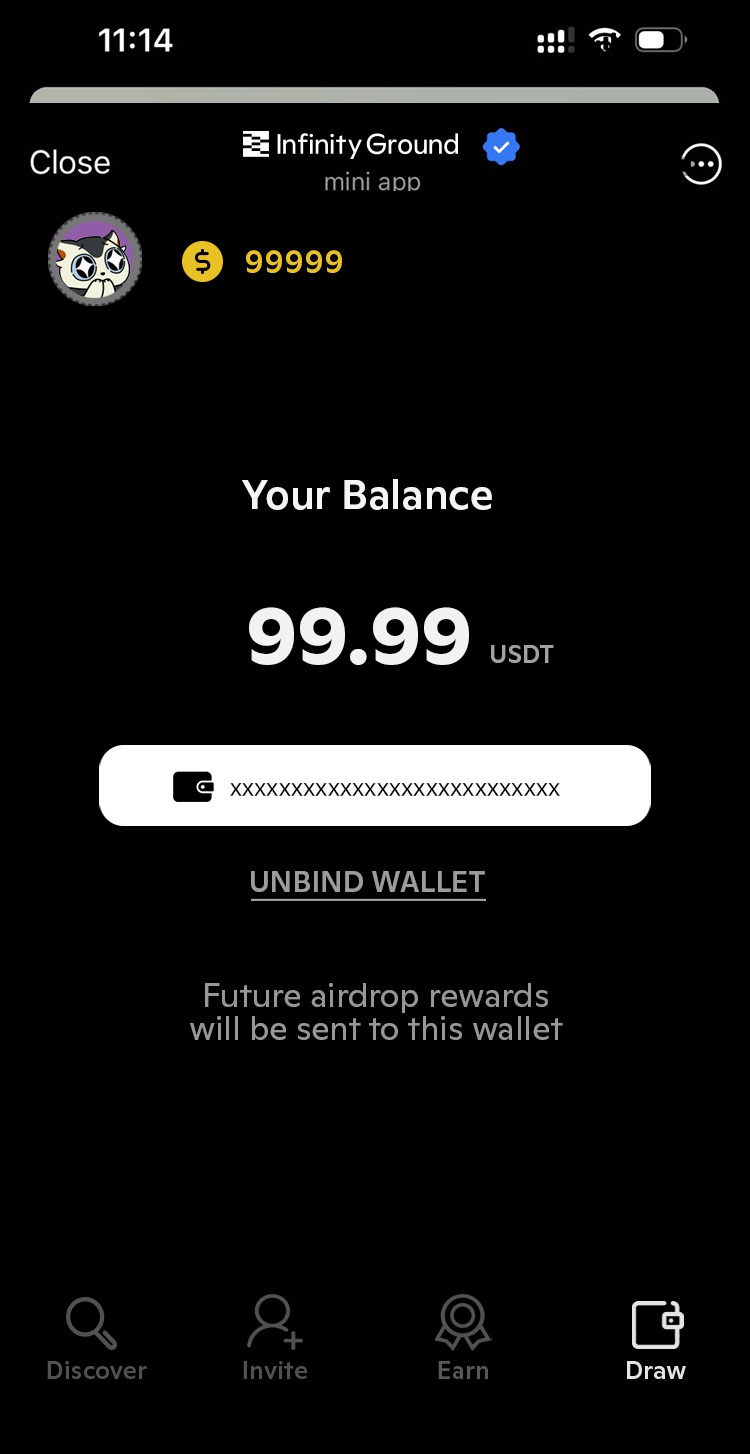 11:14
Close
Infinity Ground
mini app
$ 99999
Your Balance
99.99 USDT
xxxxxxxxxxxxxxxxxxxxxxxxxxx
UNBIND WALLET
Future airdrop rewards
will be sent to this wallet
Discover Invite Earn Draw